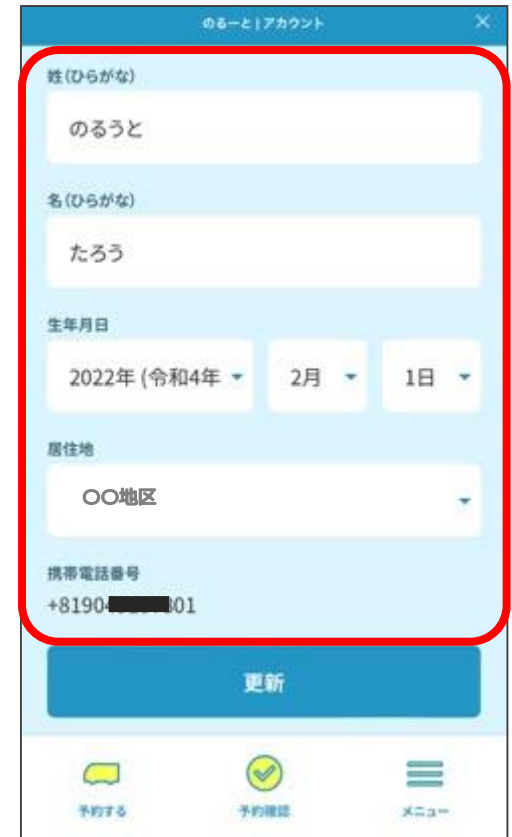 のるーと|アカウント ×
姓(ひらがな)
のるうと
名(ひらがな)
たろう
生年月日
2022年 (令和4年 2月 1日
居住地
〇〇地区
携帯電話番号
+8190 801
更新
予約する 予約確認 メニュー